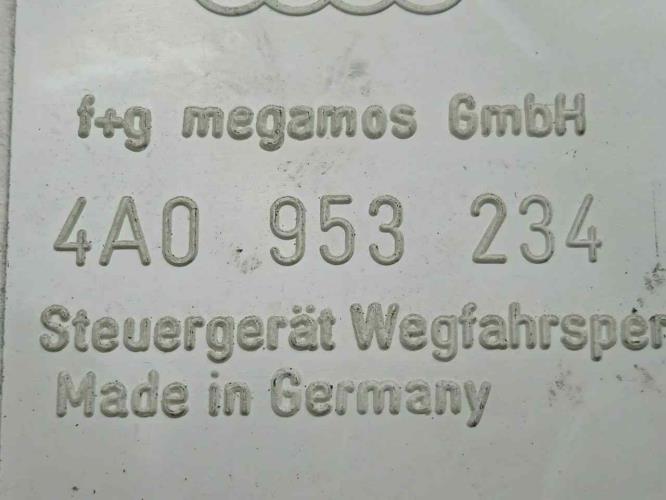 f+g megamos GmbH
4A0 953 234
Steuergerät Wegfahrsper
Made in Germany